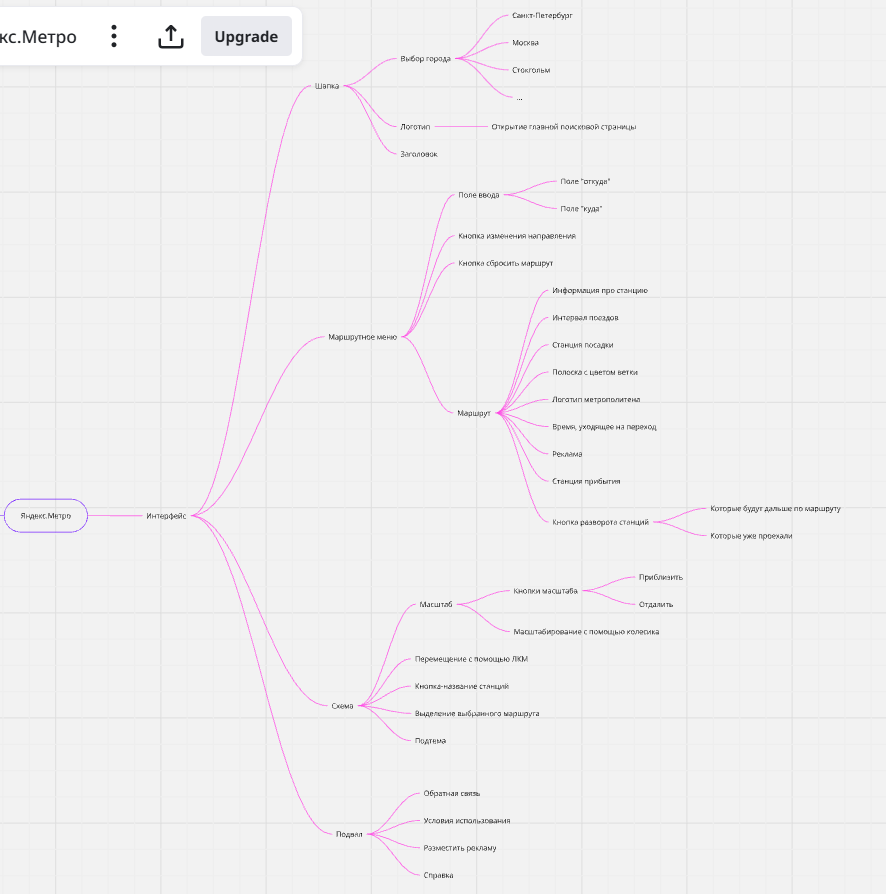 кс.Метро
Upgrade
Санкт-Петербург
Москва
Стокгольм
...
Выбор города
Шапка
Логотип
Открытие главной поисковой страницы
Заголовок
Поле ввода
Поле "откуда"
Поле "куда"
Кнопка изменения направления
Кнопка сбросить маршрут
Маршрутное меню
Маршрут
Информация про станцию
Интервал поездов
Станция посадки
Полоска с цветом ветки
Логотип метрополитена
Время, уходящее на переход
Реклама
Станция прибытия
Кнопка разворота станций
Которые будут дальше по маршруту
Которые уже проехали
Яндекс.Метро
Интерфейс
Масштаб
Кнопки масштаба
Приблизить
Отдалить
Масштабирование с помощью колесика
Перемещение с помощью ЛКМ
Кнопка-название станций
Схема
Выделение выбранного маршрута
Подтема
Подвал
Обратная связь
Условия использования
Разместить рекламу
Справка